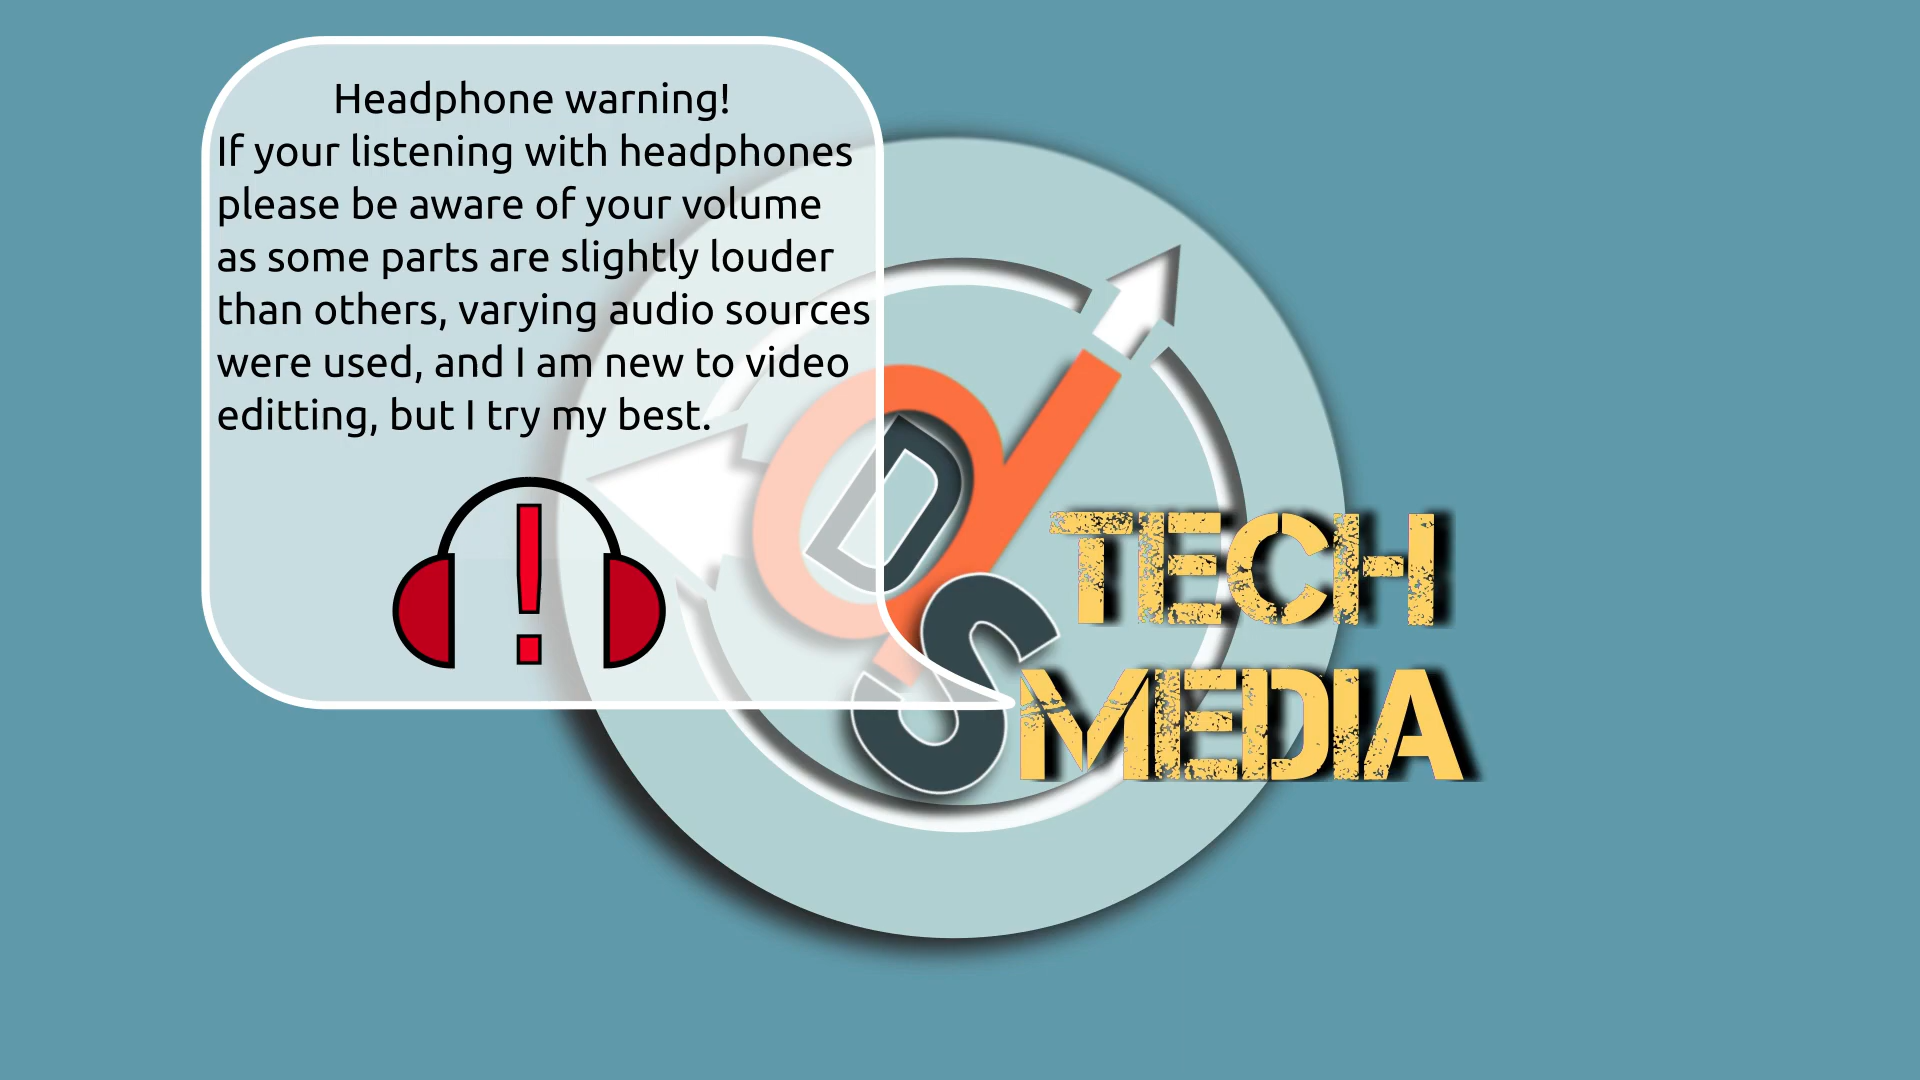 Headphone warning!
If your listening with headphones
please be aware of your volume
as some parts are slightly louder
than others, varying audio sources
were used, and I am new to video
editting, but I try my best.
!
D
S
TECH
MEDIA